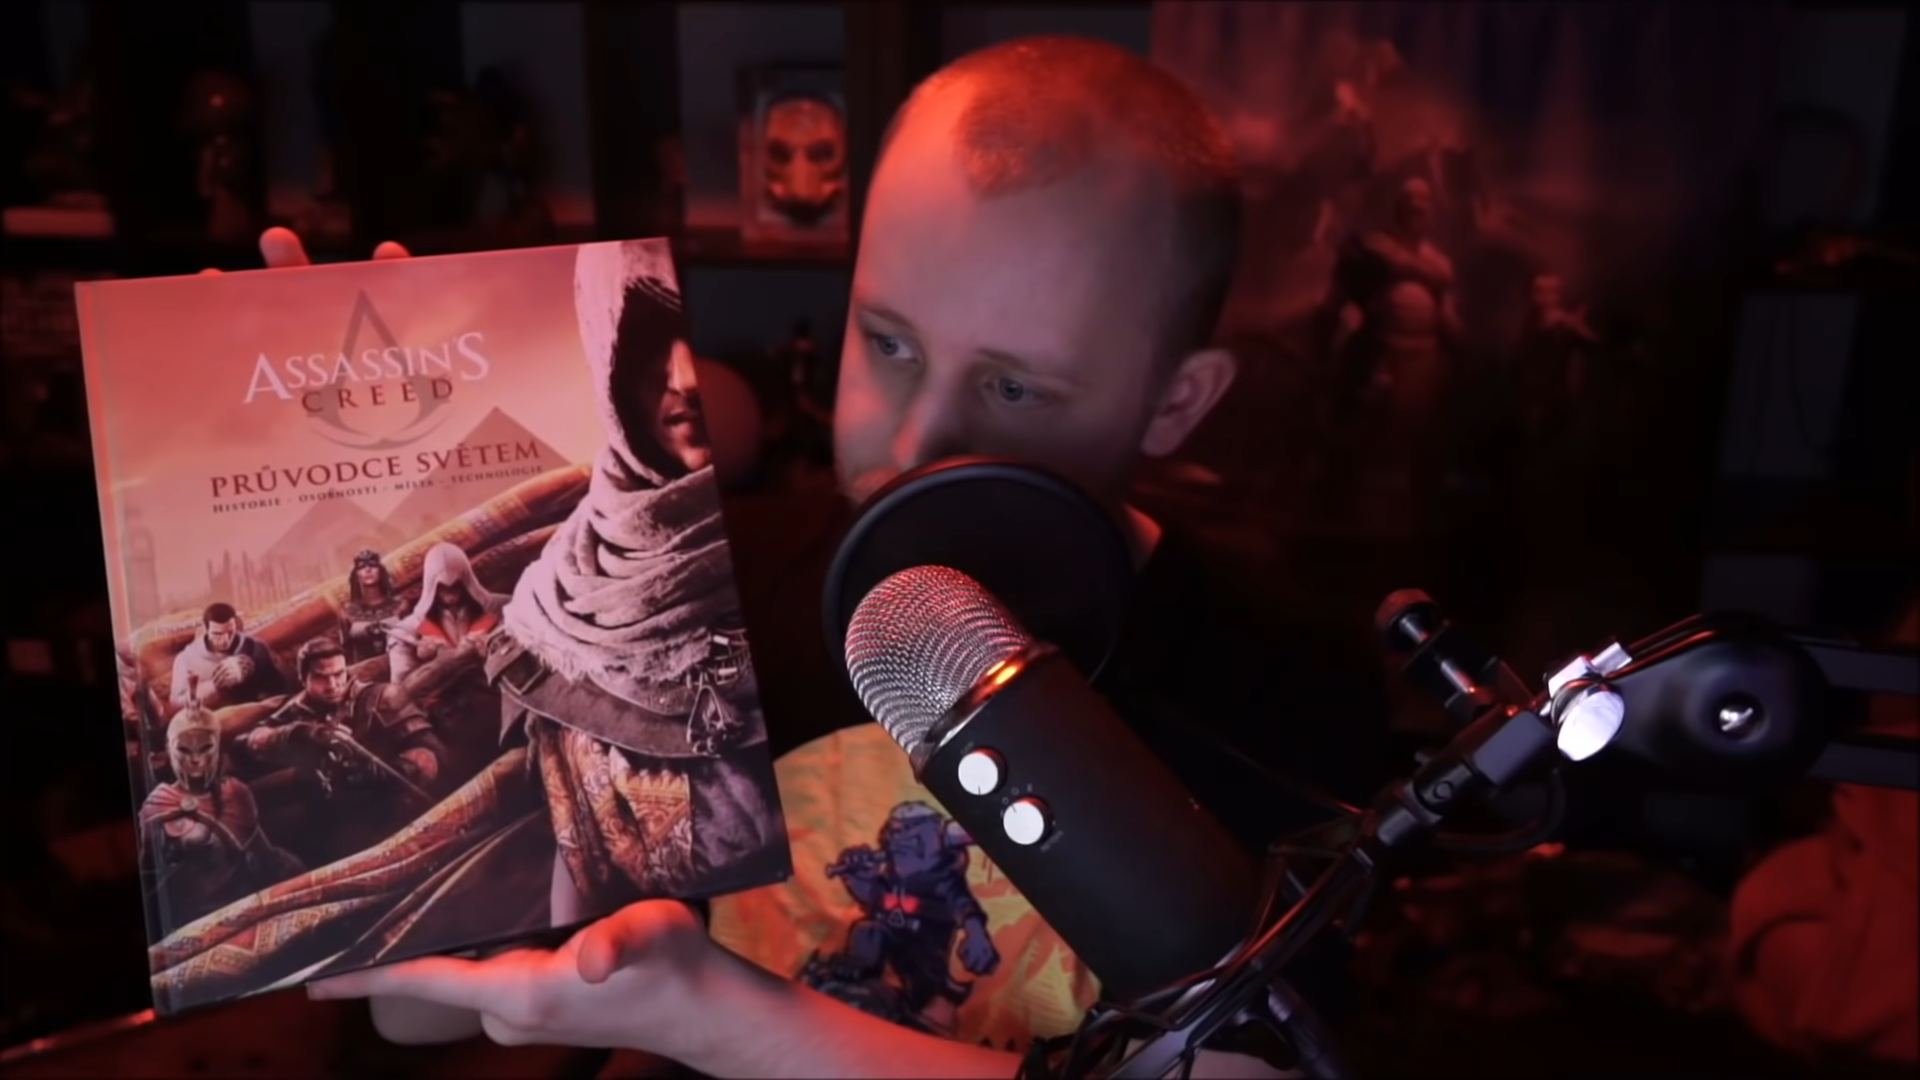 ASSASSIN'S
CREED
PRŮVODCE SVĚTEM
HISTORIE - OSOBNOSTI - MÍSTA - TECHNOLOGIE